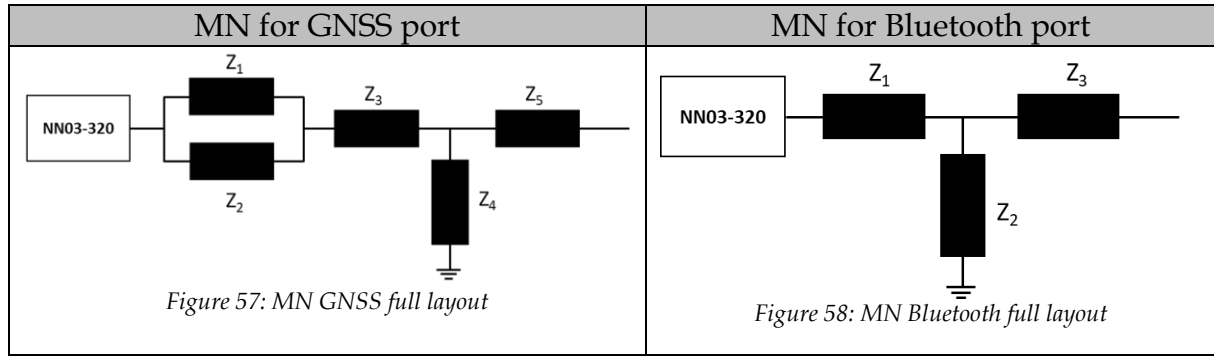 MN for GNSS port
NN03-320
Z1
Z2
Z3
Z4
Z5
Figure 57: MN GNSS full layout
MN for Bluetooth port
NN03-320
Z1
Z2
Z3
Figure 58: MN Bluetooth full layout